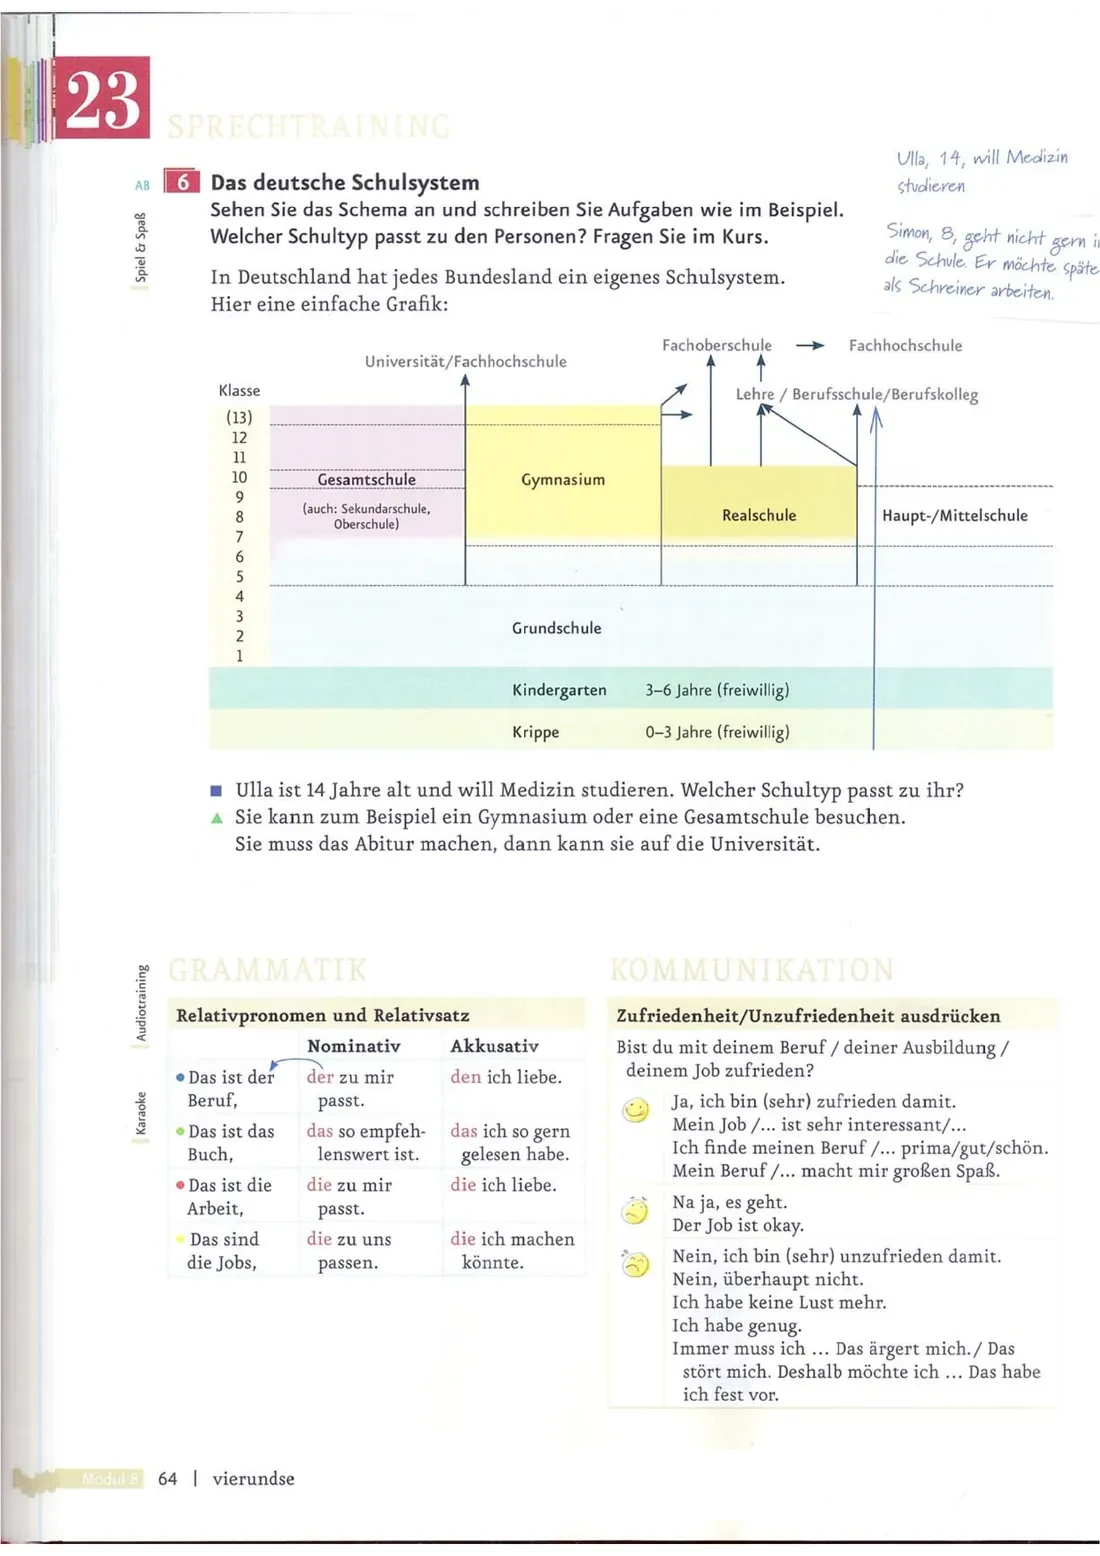 23
SPRECHTRAINING
AB
6
Das deutsche Schulsystem
Sehen Sie das Schema an und schreiben Sie Aufgaben wie im Beispiel.
Welcher Schultyp passt zu den Personen? Fragen Sie im Kurs.
Spiel & Spaß
In Deutschland hat jedes Bundesland ein eigenes Schulsystem.
Hier eine einfache Grafik:
Ulla, 14, will Medizin
studieren
Simon, 8, geht nicht gern i
die Schule. Er möchte späte
als Schreiner arbeiten.
Fachoberschule
Fachhochschule
Universität/Fachhochschule
Klasse
Lehre / Berufsschule/Berufskolleg
(13)
12
11
10
9
8
7
6
5
4
3
2
1
Gesamtschule
(auch: Sekundarschule,
Oberschule)
Gymnasium
Realschule
Haupt-/Mittelschule
Grundschule
Kindergarten 3–6 Jahre (freiwillig)
Krippe 0–3 Jahre (freiwillig)
Ulla ist 14 Jahre alt und will Medizin studieren. Welcher Schultyp passt zu ihr?
Sie kann zum Beispiel ein Gymnasium oder eine Gesamtschule besuchen.
Sie muss das Abitur machen, dann kann sie auf die Universität.
Audiotraining
Karaoke
GRAMMATIK
Relativpronomen und Relativsatz
Nominativ Akkusativ
Das ist der der zu mir den ich liebe.
Beruf, passt.
Das ist das das so empfeh- das ich so gern
Buch, lenswert ist. gelesen habe.
Das ist die die zu mir die ich liebe.
Arbeit, passt.
Das sind die zu uns die ich machen
die Jobs, passen. könnte.
KOMMUNIKATION
Zufriedenheit/Unzufriedenheit ausdrücken
Bist du mit deinem Beruf / deiner Ausbildung /
deinem Job zufrieden?
Ja, ich bin (sehr) zufrieden damit.
Mein Job /... ist sehr interessant/...
Ich finde meinen Beruf /... prima/gut/schön.
Mein Beruf /... macht mir großen Spaß.
Na ja, es geht.
Der Job ist okay.
Nein, ich bin (sehr) unzufrieden damit.
Nein, überhaupt nicht.
Ich habe keine Lust mehr.
Ich habe genug.
Immer muss ich ... Das ärgert mich./ Das
stört mich. Deshalb möchte ich ... Das habe
ich fest vor.
Modul 8 64 | vierundse